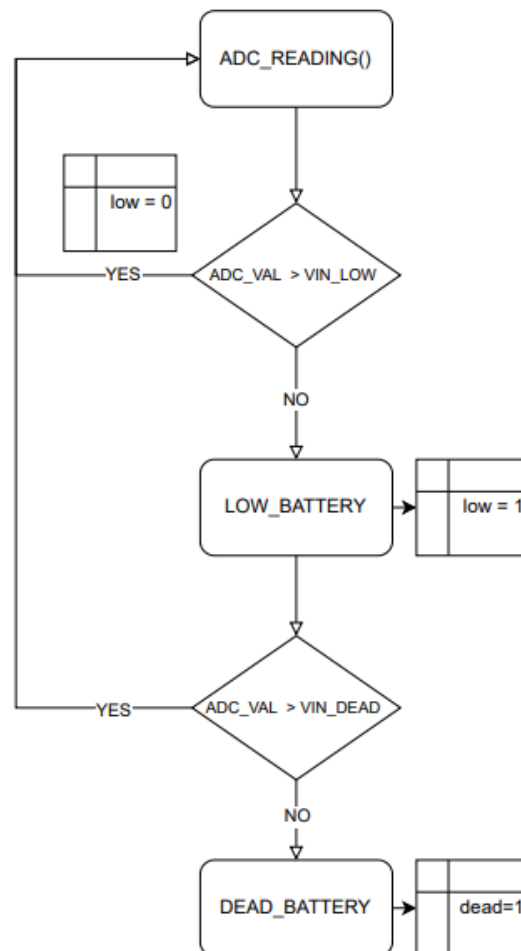 ADC_READING()
low = 0
YES
ADC_VAL > VIN_LOW
NO
LOW_BATTERY
low = 1
YES
ADC_VAL > VIN_DEAD
NO
DEAD_BATTERY
dead=1